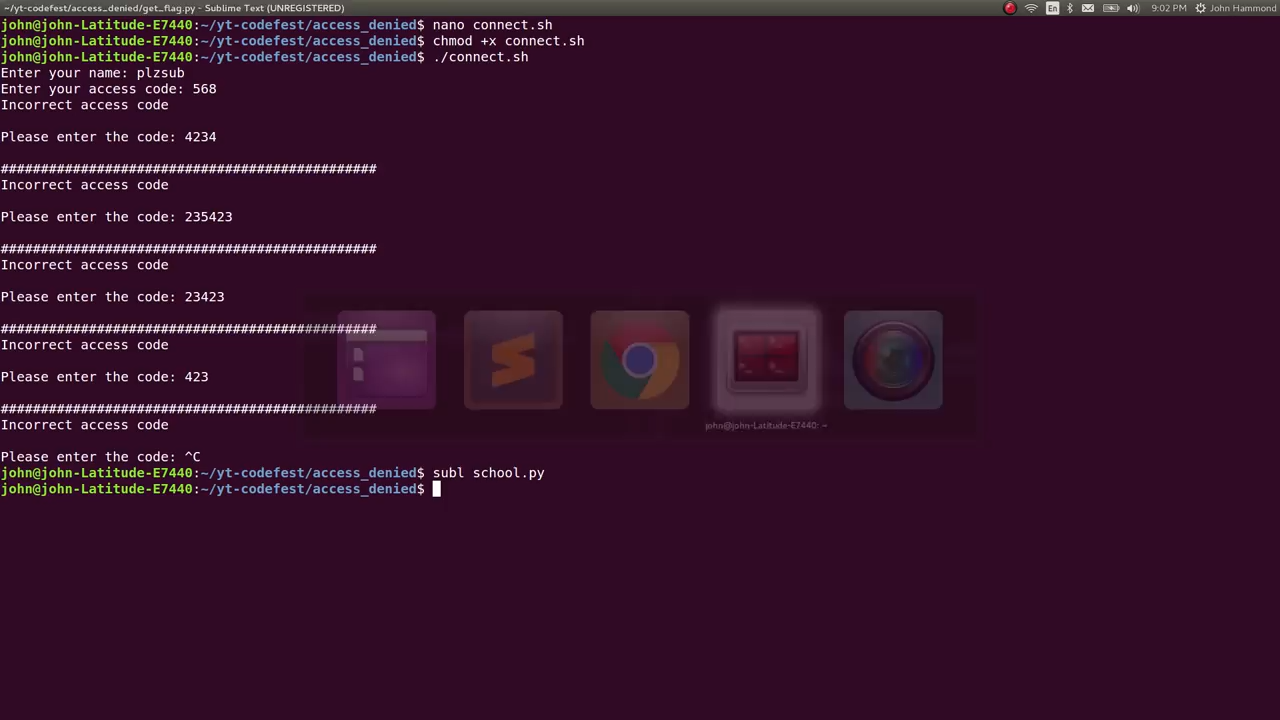 ~/yt-codefest/access_denied/get_flag.py - Sublime Text (UNREGISTERED)
En
9:02 PM
John Hammond
john@john-Latitude-E7440:~/yt-codefest/access_denied$ nano connect.sh
john@john-Latitude-E7440:~/yt-codefest/access_denied$ chmod +x connect.sh
john@john-Latitude-E7440:~/yt-codefest/access_denied$ ./connect.sh
Enter your name: plzsub
Enter your access code: 568
Incorrect access code
Please enter the code: 4234
###############################################
Incorrect access code
Please enter the code: 235423
###############################################
Incorrect access code
Please enter the code: 23423
###############################################
Incorrect access code
Please enter the code: 423
###############################################
Incorrect access code
Please enter the code: ^C
john@john-Latitude-E7440:~/yt-codefest/access_denied$ subl school.py
john@john-Latitude-E7440:~/yt-codefest/access_denied$
john@john-Latitude-E7440: ~